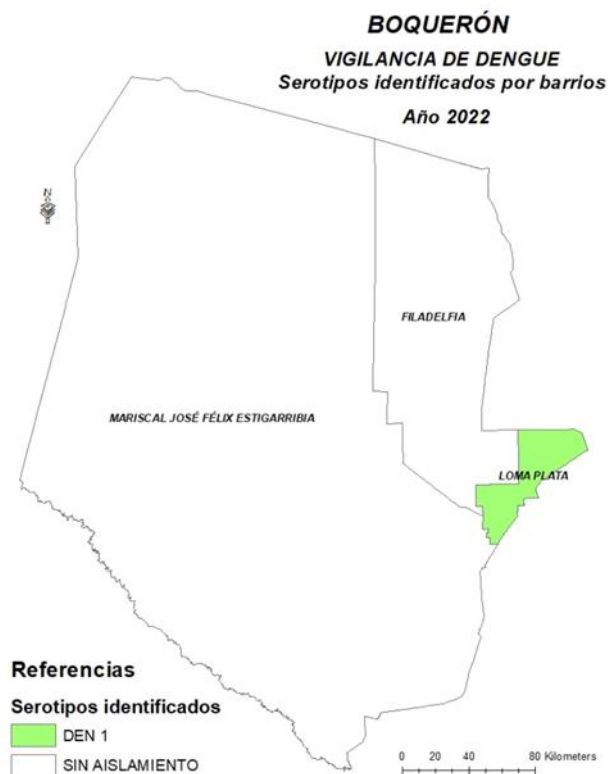 BOQUERÓN
VIGILANCIA DE DENGUE
Serotipos identificados por barrios
Año 2022
N
FILADELFIA
MARISCAL JOSÉ FÉLIX ESTIGARRIBIA
LOMA PLATA
Referencias
Serotipos identificados
DEN 1
SIN AISLAMIENTO
0 20 40 80 Kilometers